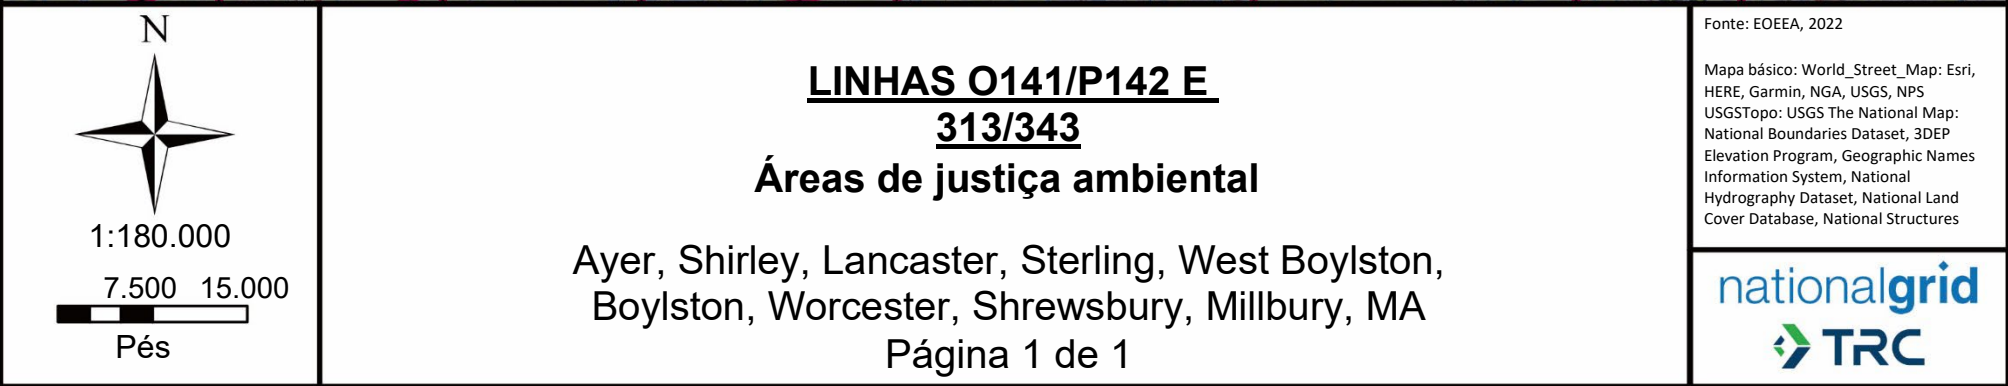 N
1:180.000
7.500 15.000
Pés
LINHAS O141/P142 E
313/343
Áreas de justiça ambiental
Ayer, Shirley, Lancaster, Sterling, West Boylston,
Boylston, Worcester, Shrewsbury, Millbury, MA
Página 1 de 1
Fonte: EOEEA, 2022
Mapa básico: World_Street_Map: Esri,
HERE, Garmin, NGA, USGS, NPS
USGSTopo: USGS The National Map:
National Boundaries Dataset, 3DEP
Elevation Program, Geographic Names
Information System, National
Hydrography Dataset, National Land
Cover Database, National Structures
nationalgrid
TRC